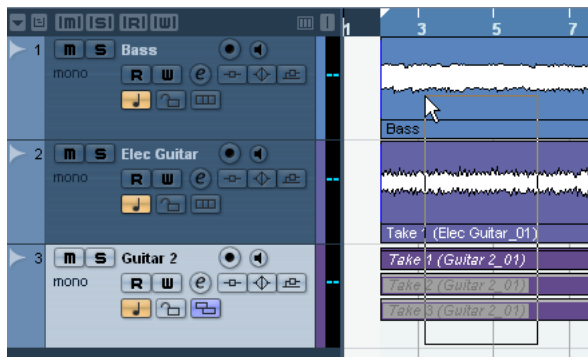 |M| |S| |R| |W|
1 3 5 7
1 m S Bass
mono R W e
Bass
2 m S Elec Guitar
mono R W e
Take 1 (Elec Guitar_01)
3 m S Guitar 2
Take 1 (Guitar 2_01)
mono R W e
Take 2 (Guitar 2_01)
Take 3 (Guitar 2_01)